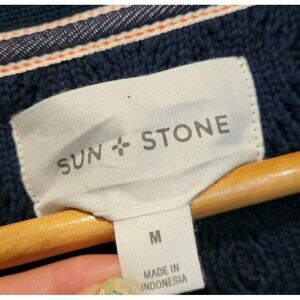 SUN + STONE
M
MADE IN
INDONESIA